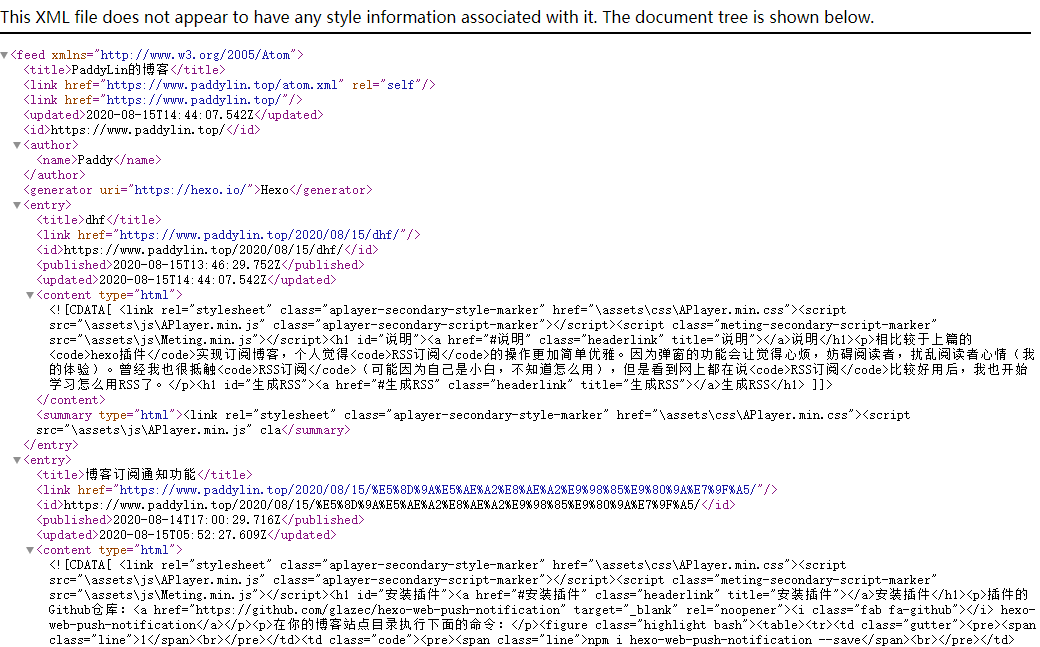 This XML file does not appear to have any style information associated with it. The document tree is shown below.
▼<feed xmlns="http://www.w3.org/2005/Atom">
<title>PaddyLin的博客</title>
<link href="https://www.paddylin.top/atom.xml" rel="self"/>
<link href="https://www.paddylin.top/"/>
<updated>2020-08-15T14:44:07.542Z</updated>
<id>https://www.paddylin.top/</id>
▼<author>
<name>Paddy</name>
</author>
<generator uri="https://hexo.io/">Hexo</generator>
▼<entry>
<title>dhf</title>
<link href="https://www.paddylin.top/2020/08/15/dhf/"/>
<id>https://www.paddylin.top/2020/08/15/dhf/</id>
<published>2020-08-15T13:46:29.752Z</published>
<updated>2020-08-15T14:44:07.542Z</updated>
▼<content type="html">
<![CDATA[ <link rel="stylesheet" class="aplayer-secondary-style-marker" href="\assets\css\APlayer.min.css"><script
src="\assets\js\APlayer.min.js" class="aplayer-secondary-script-marker"></script><script class="meting-secondary-script-marker"
src="\assets\js\Meting.min.js"></script><h1 id="说明"><a href="#说明" class="headerlink" title="说明"></a>说明</h1><p>相比较于上篇的
<code>hexo插件</code>实现订阅博客，个人觉得<code>RSS订阅</code>的操作更加简单优雅。因为弹窗的功能会让觉得心烦，妨碍阅读者，扰乱阅读者心情（我
的体验）。曾经我也很抵触<code>RSS订阅</code>（可能因为自己是小白，不知道怎么用），但是看到网上都在说<code>RSS订阅</code>比较好用后，我也开始
学习怎么用RSS了。</p><h1 id="生成RSS"><a href="#生成RSS" class="headerlink" title="生成RSS"></a>生成RSS</h1> ]]>
</content>
<summary type="html"><link rel="stylesheet" class="aplayer-secondary-style-marker" href="\assets\css\APlayer.min.css"><script
src="\assets\js\APlayer.min.js" cla</summary>
</entry>
▼<entry>
<title>博客订阅通知功能</title>
<link href="https://www.paddylin.top/2020/08/15/%E5%8D%9A%E5%AE%A2%E8%AE%A2%E9%98%85%E9%80%9A%E7%9F%A5/"/>
<id>https://www.paddylin.top/2020/08/15/%E5%8D%9A%E5%AE%A2%E8%AE%A2%E9%98%85%E9%80%9A%E7%9F%A5/</id>
<published>2020-08-14T17:00:29.716Z</published>
<updated>2020-08-15T05:52:27.609Z</updated>
▼<content type="html">
<![CDATA[ <link rel="stylesheet" class="aplayer-secondary-style-marker" href="\assets\css\APlayer.min.css"><script
src="\assets\js\APlayer.min.js" class="aplayer-secondary-script-marker"></script><script class="meting-secondary-script-marker"
src="\assets\js\Meting.min.js"></script><h1 id="安装插件"><a href="#安装插件" class="headerlink" title="安装插件"></a>安装插件</h1><p>插件的
Github仓库：<a href="https://github.com/glazec/hexo-web-push-notification" target="_blank" rel="noopener"><i class="fab fa-github"></i> hexo-
web-push-notification</a></p><p>在你的博客站点目录执行下面的命令：</p><figure class="highlight bash"><table><tr><td class="gutter"><pre><span
class="line">1</span><br></pre></td><td class="code"><pre><span class="line">npm i hexo-web-push-notification --save</span><br></pre></td>